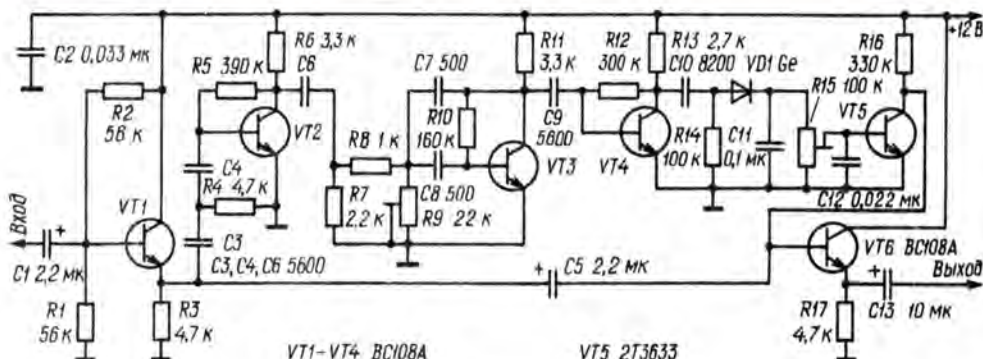 +12 В
C2 0,033 мк
R2
56 к
R5 390 к
R6 3,3 к
C6
VT2
C4
R4 4,7 к
C3
C3, C4, C6 5600
Вход
C1 2,2 мк
VT1
R1
56 к
R3
4,7 к
C7 500
R8 1 к
R10
160 к
R7
2,2 к
C8 500
R9 22 к
R11
3,3 к
C9
5600
VT3
C5 2,2 мк
R12
300 к
R13 2,7 к
C10 8200
VD1 Ge
VT4
R14
100 к
C11
0,1 мк
R15
100 к
R16
330 к
VT5
C12 0,022 мк
VT6 BC108A
Выход
R17
4,7 к
C13 10 мк
VT1-VT4 BC108A
VT5 2T3633